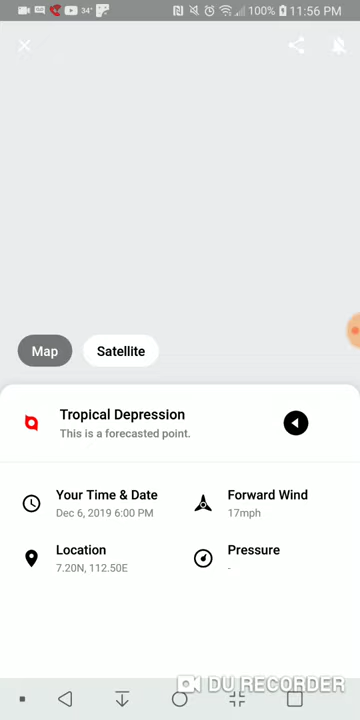 34° 100% 11:56 PM
Map Satellite
Tropical Depression
This is a forecasted point.
Your Time & Date
Dec 6, 2019 6:00 PM
Forward Wind
17mph
Location
7.20N, 112.50E
Pressure
-
DU RECORDER